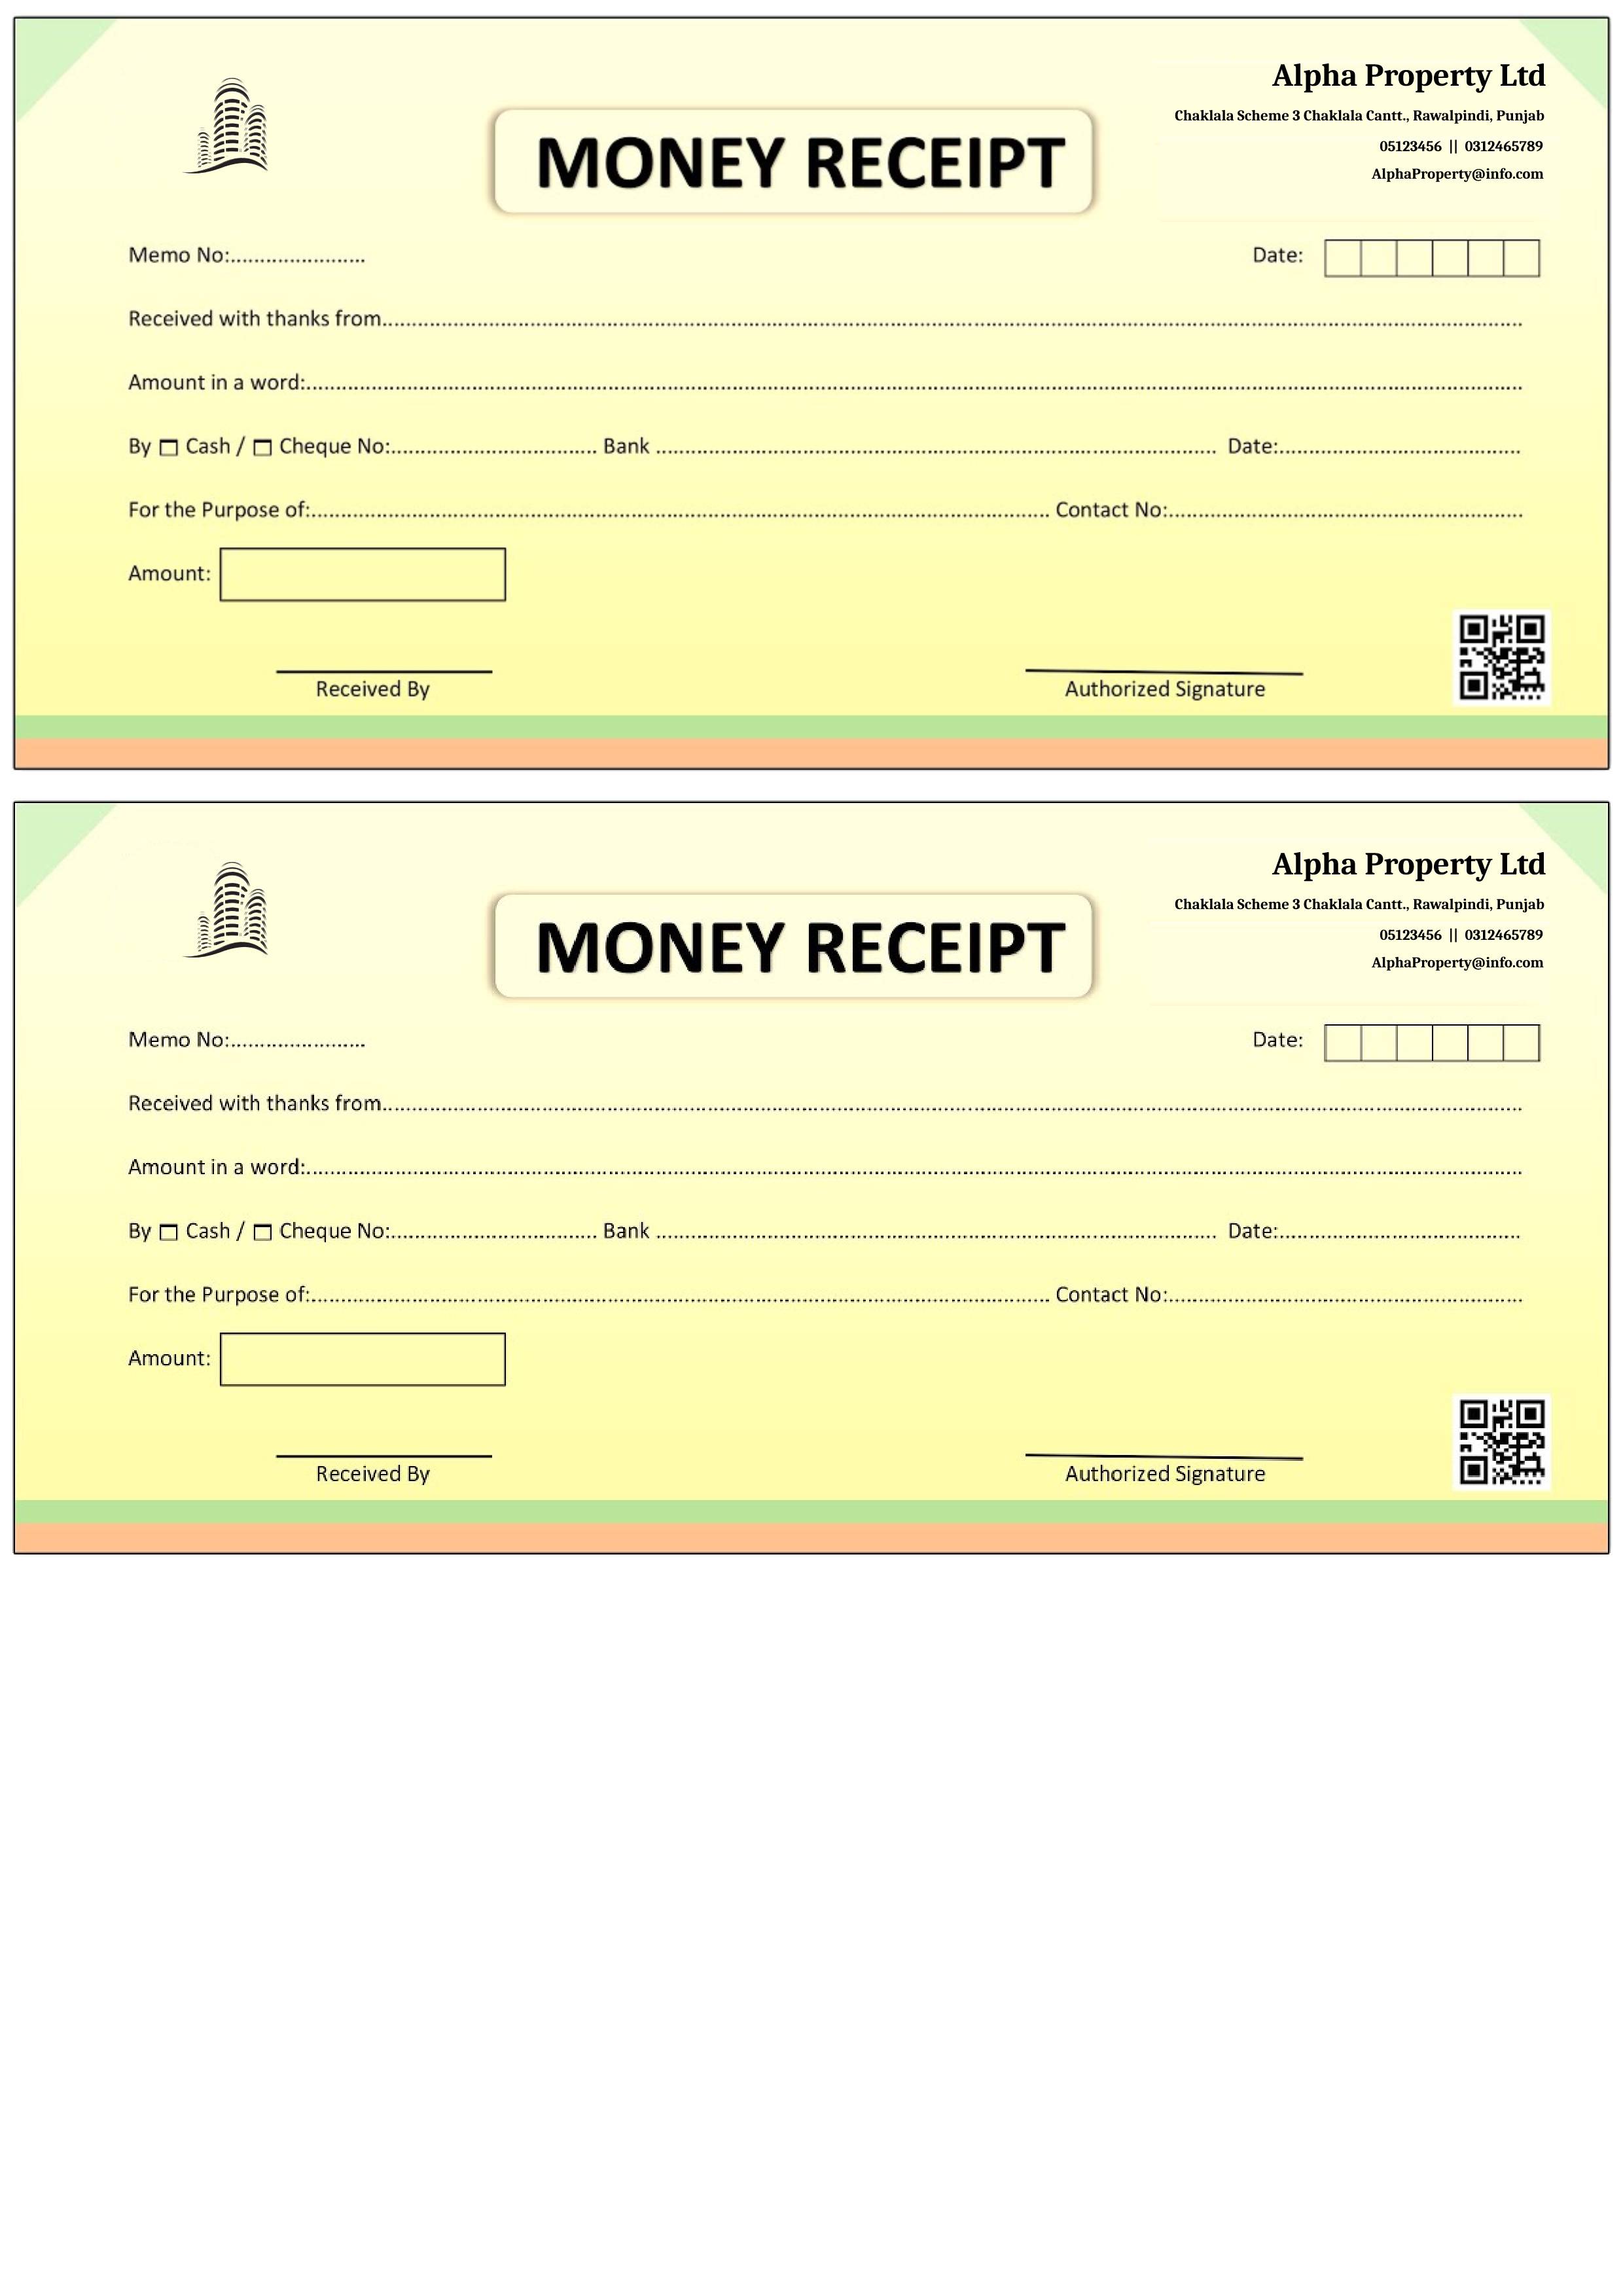 Alpha Property Ltd
Chaklala Scheme 3 Chaklala Cantt., Rawalpindi, Punjab
MONEY RECEIPT
05123456 || 0312465789
AlphaProperty@info.com
Memo No:....................... Date:
Received with thanks from....................................................................................................
Amount in a word:....................................................................................................
By Cash / Cheque No:................................... Bank .................................................................. Date:.........................................
For the Purpose of:.................................................................. Contact No:............................................................
Amount:
Received By Authorized Signature
Alpha Property Ltd
Chaklala Scheme 3 Chaklala Cantt., Rawalpindi, Punjab
MONEY RECEIPT
05123456 || 0312465789
AlphaProperty@info.com
Memo No:....................... Date:
Received with thanks from....................................................................................................
Amount in a word:....................................................................................................
By Cash / Cheque No:................................... Bank .................................................................. Date:.........................................
For the Purpose of:.................................................................. Contact No:............................................................
Amount:
Received By Authorized Signature